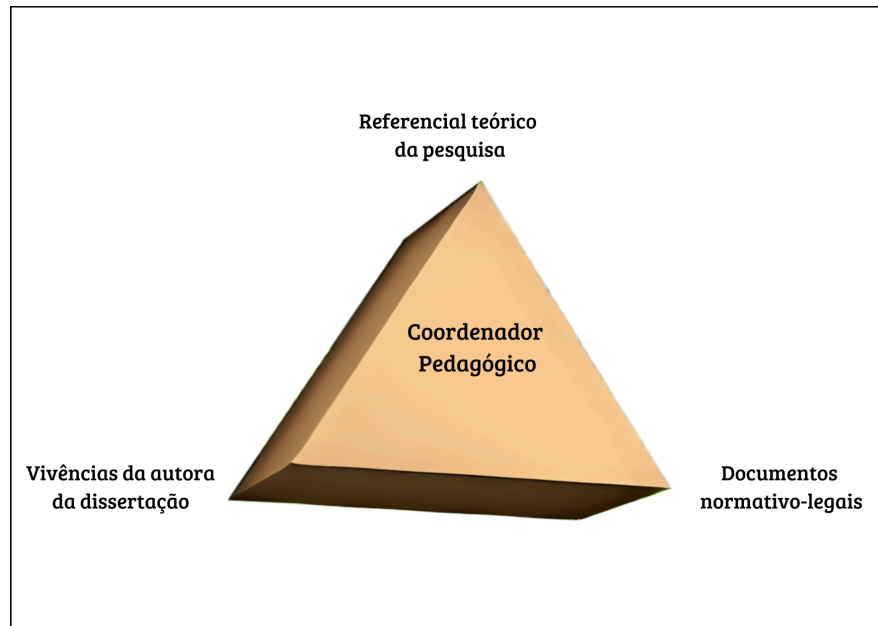 Referencial teórico
da pesquisa
Coordenador
Pedagógico
Vivências da autora
da dissertação
Documentos
normativo-legais